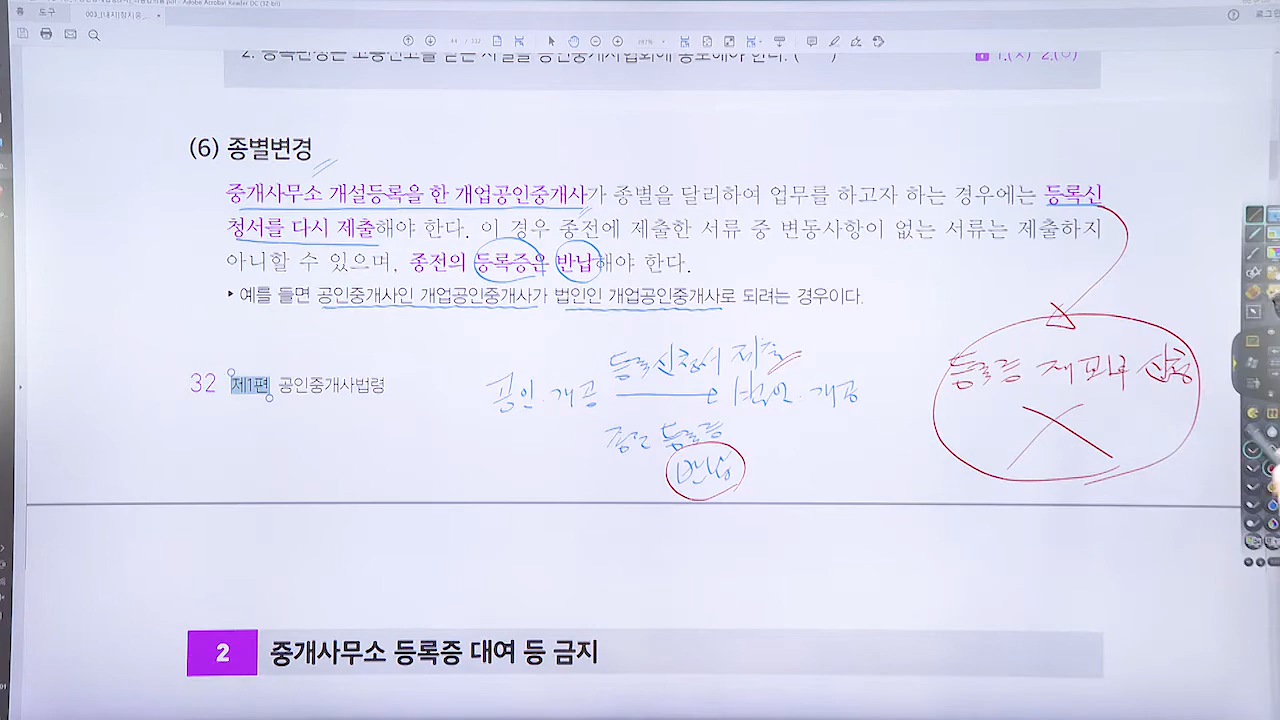 도구
44 / 232
1.(X) 2.(O)
(6) 종별변경
중개사무소 개설등록을 한 개업공인중개사가 종별을 달리하여 업무를 하고자 하는 경우에는 등록신
청서를 다시 제출해야 한다. 이 경우 종전에 제출한 서류 중 변동사항이 없는 서류는 제출하지
아니할 수 있으며, 종전의 등록증은 반납해야 한다.
▸ 예를 들면 공인중개사인 개업공인중개사가 법인인 개업공인중개사로 되려는 경우이다.
등록신청서 제출
공인.개공 법인.개공
종전 등록증
반납
등록증 재교부 신청
32 제1편 공인중개사법령
2 중개사무소 등록증 대여 등 금지